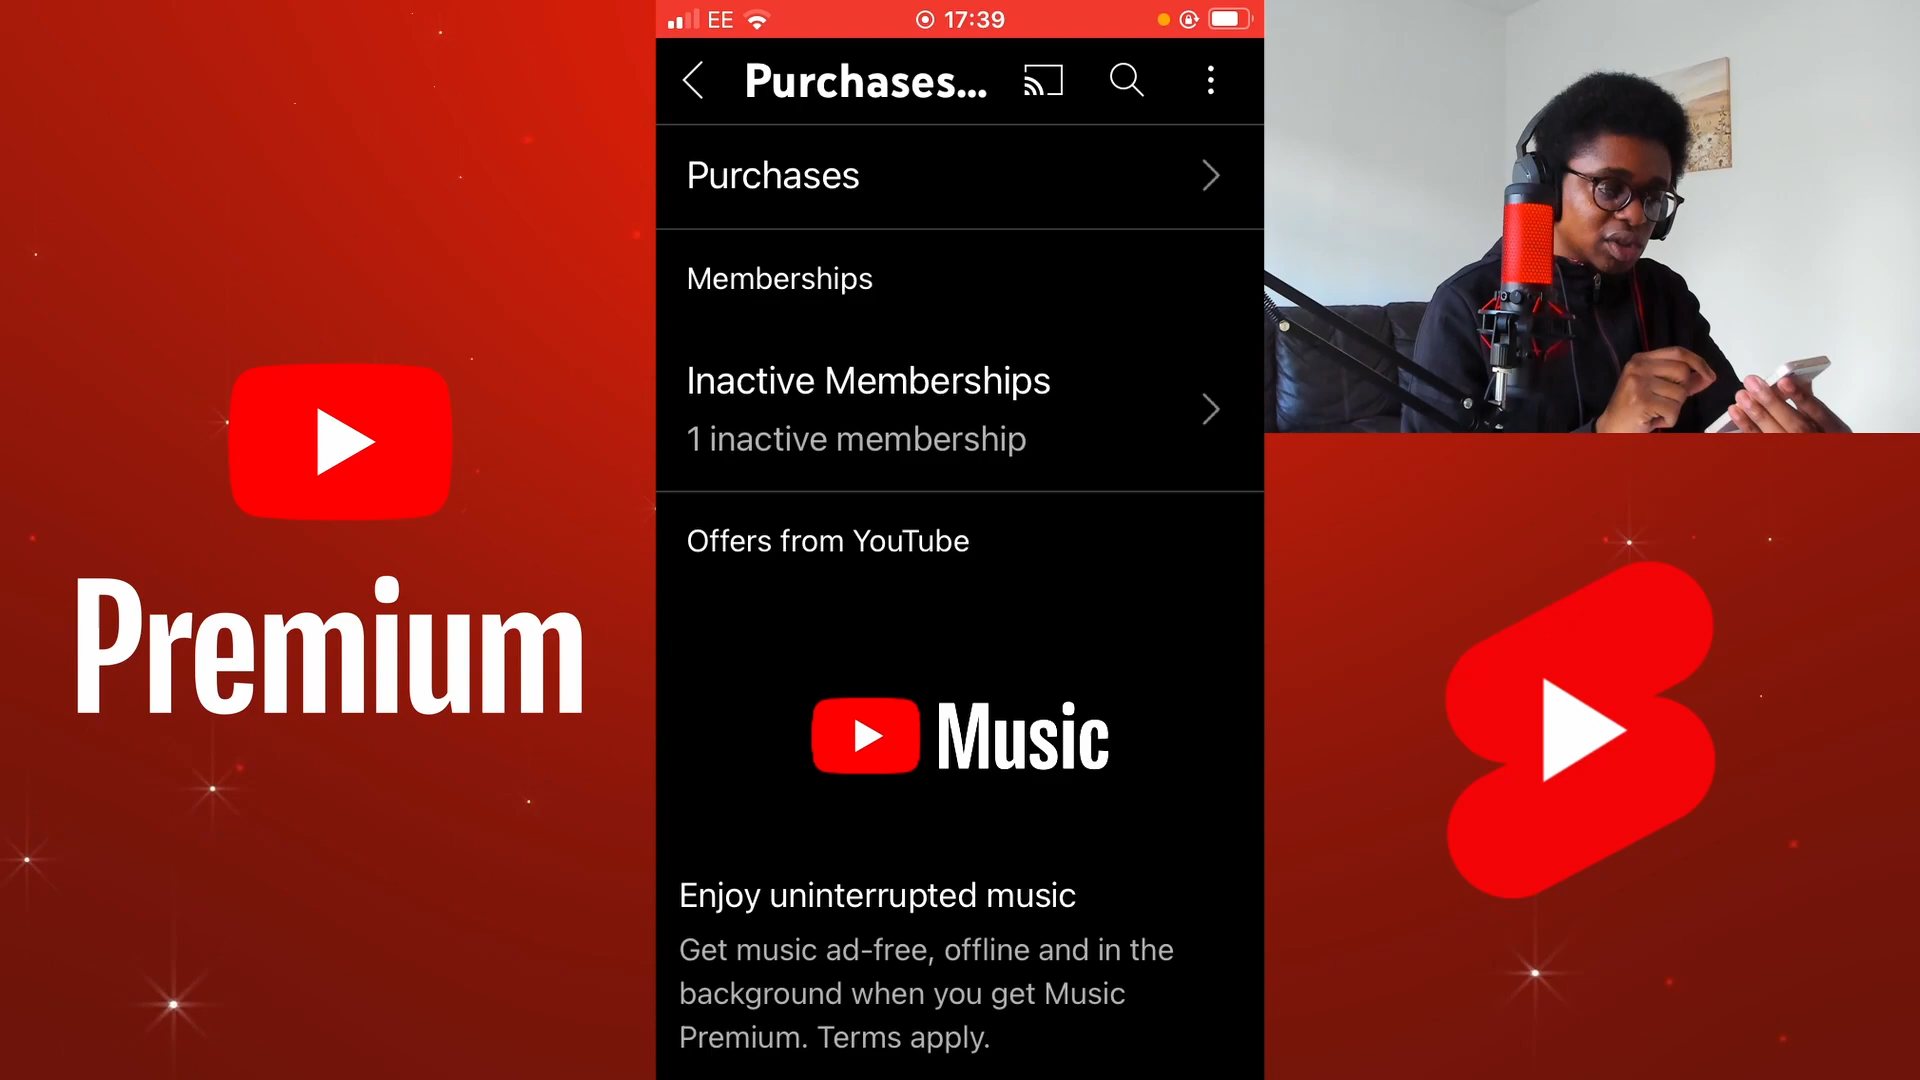 EE
17:39
Purchases...
Purchases
Memberships
Inactive Memberships
1 inactive membership
Offers from YouTube
Music
Enjoy uninterrupted music
Get music ad-free, offline and in the
background when you get Music
Premium. Terms apply.
Premium